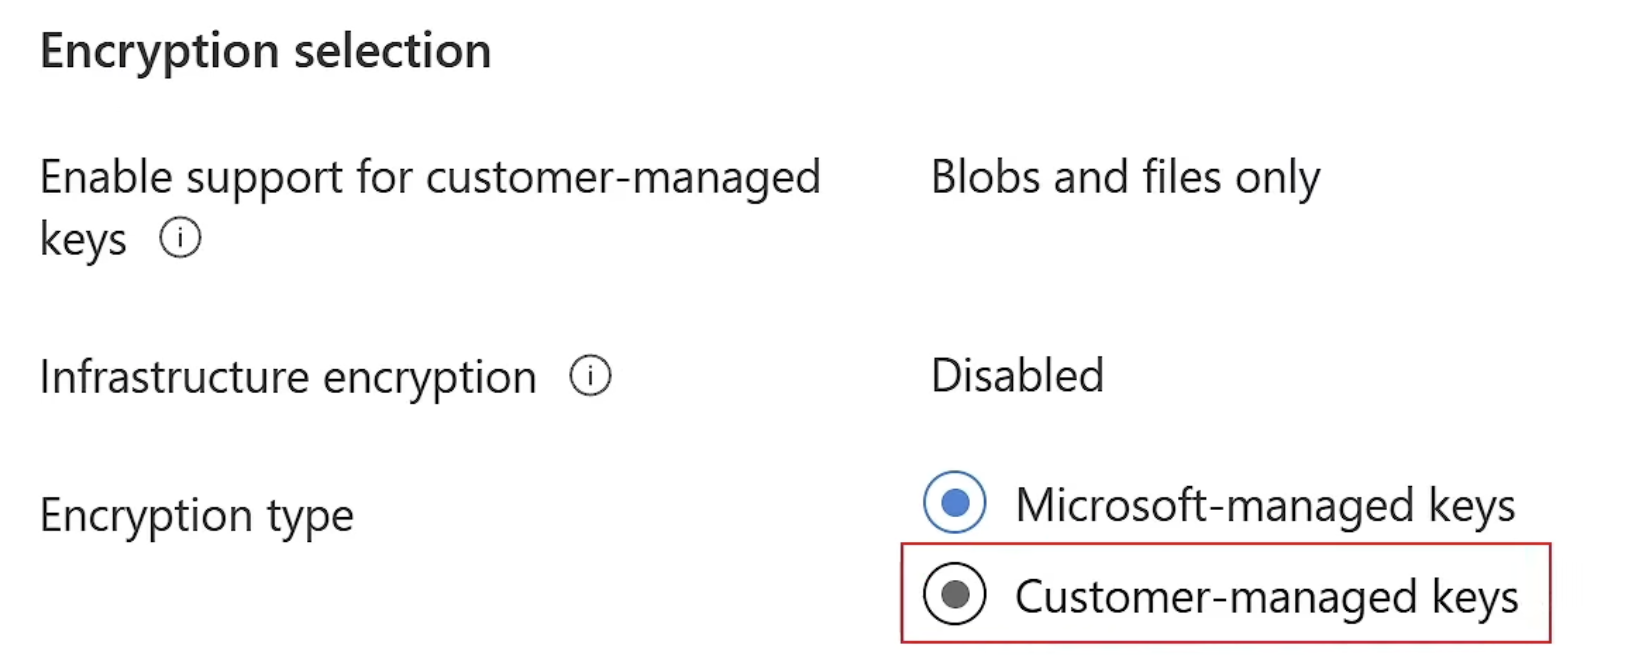 Encryption selection
Enable support for customer-managed
keys
Blobs and files only
Infrastructure encryption
Disabled
Encryption type
Microsoft-managed keys
Customer-managed keys